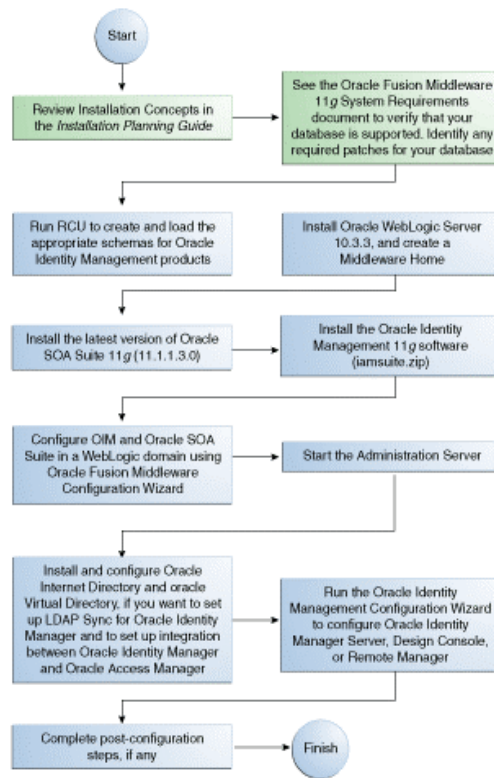 Start
Review Installation Concepts in
the Installation Planning Guide
See the Oracle Fusion Middleware
11g System Requirements
document to verify that your
database is supported. Identify any
required patches for your database
Run RCU to create and load the
appropriate schemas for Oracle
Identity Management products
Install Oracle WebLogic Server
10.3.3, and create a
Middleware Home
Install the latest version of Oracle
SOA Suite 11g (11.1.1.3.0)
Install the Oracle Identity
Management 11g software
(iamsuite.zip)
Configure OIM and Oracle SOA
Suite in a WebLogic domain using
Oracle Fusion Middleware
Configuration Wizard
Start the Administration Server
Install and configure Oracle
Internet Directory and oracle
Virtual Directory, if you want to set
up LDAP Sync for Oracle Identity
Manager and to set up integration
between Oracle Identity Manager
and Oracle Access Manager
Run the Oracle Identity
Management Configuration Wizard
to configure Oracle Identity
Manager Server, Design Console,
or Remote Manager
Complete post-configuration
steps, if any
Finish